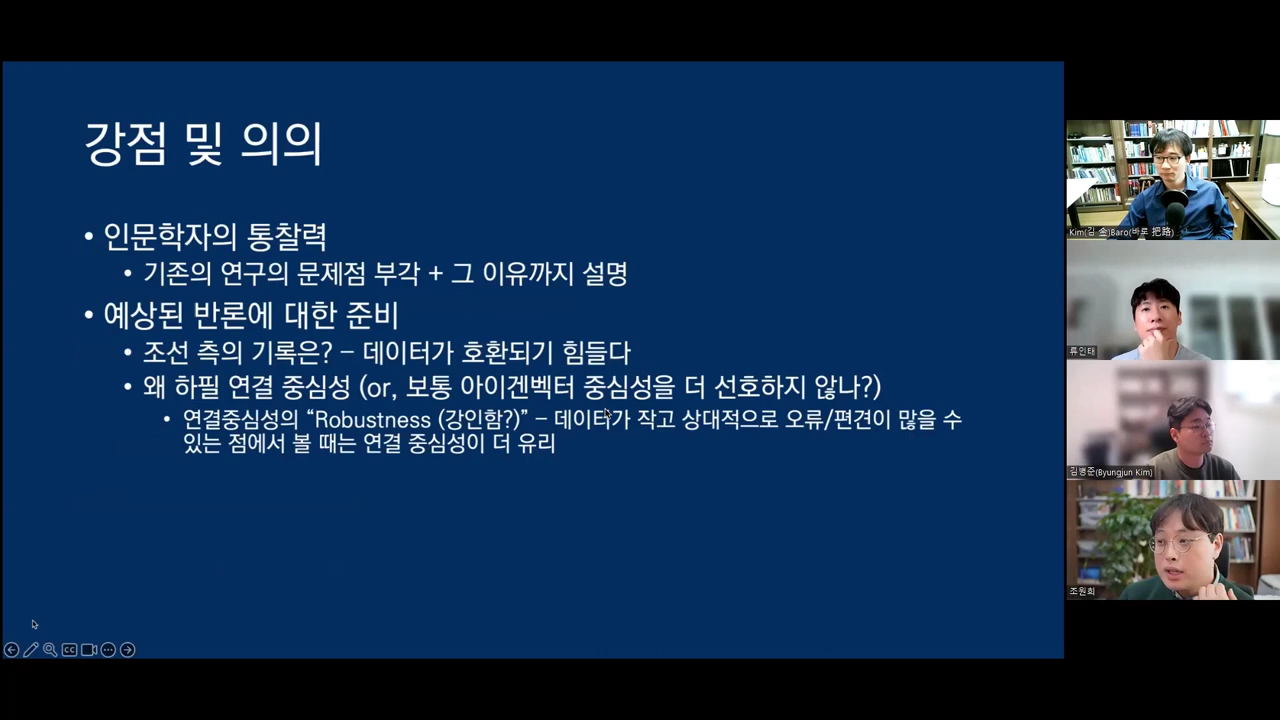 강점 및 의의
• 인문학자의 통찰력
• 기존의 연구의 문제점 부각 + 그 이유까지 설명
• 예상된 반론에 대한 준비
• 조선 측의 기록은? – 데이터가 호환되기 힘들다
• 왜 하필 연결 중심성 (or, 보통 아이겐벡터 중심성을 더 선호하지 않나?)
• 연결중심성의 “Robustness (강인함?)” – 데이터가 작고 상대적으로 오류/편견이 많을 수
있는 점에서 볼 때는 연결 중심성이 더 유리
Kim(김 金)Baro(바로 把路)
류인태
김병준(Byungjun Kim)
조원희
CC